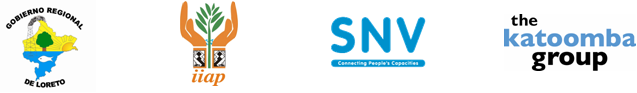 GOBIERNO REGIONAL
DE LORETO
iiap
SNV
Connecting People's Capacities
the
katoomba
group